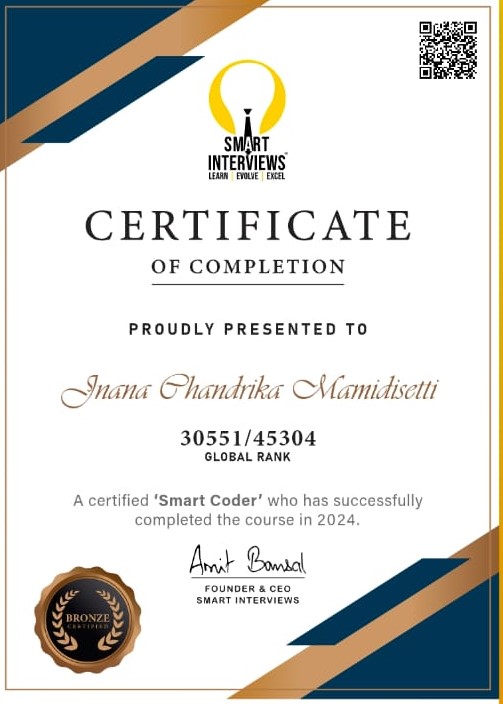 SMART
INTERVIEWS™
LEARN | EVOLVE | EXCEL
CERTIFICATE
OF COMPLETION
PROUDLY PRESENTED TO
Jnana Chandrika Mamidisetti
30551/45304
GLOBAL RANK
A certified ‘Smart Coder’ who has successfully
completed the course in 2024.
Amit Bansal
FOUNDER & CEO
SMART INTERVIEWS
BRONZE
CERTIFIED